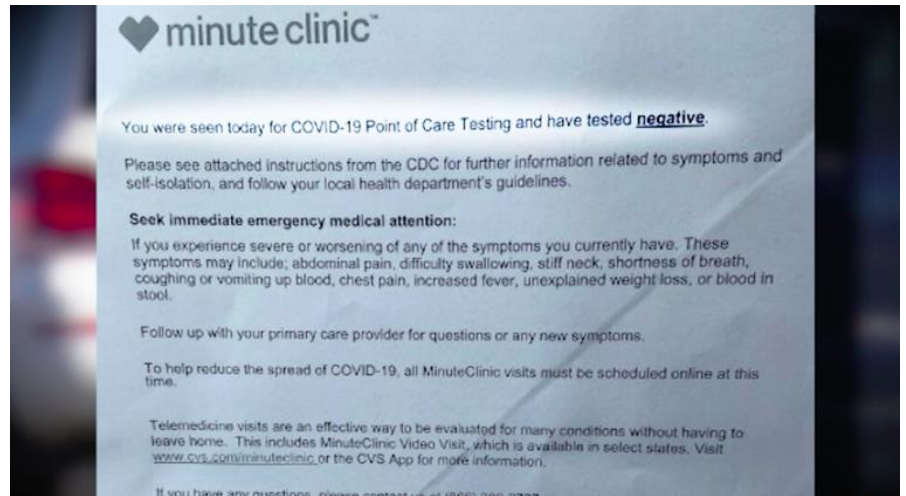 minute clinic™
You were seen today for COVID-19 Point of Care Testing and have tested negative.
Please see attached instructions from the CDC for further information related to symptoms and
self-isolation, and follow your local health department's guidelines.
Seek immediate emergency medical attention:
If you experience severe or worsening of any of the symptoms you currently have. These
symptoms may include; abdominal pain, difficulty swallowing, stiff neck, shortness of breath,
coughing or vomiting up blood, chest pain, increased fever, unexplained weight loss, or blood in
stool.
Follow up with your primary care provider for questions or any new symptoms.
To help reduce the spread of COVID-19, all MinuteClinic visits must be scheduled online at this
time.
Telemedicine visits are an effective way to be evaluated for many conditions without having to
leave home. This includes MinuteClinic Video Visit, which is available in select states. Visit
www.cvs.com/minuteclinic or the CVS App for more information.
If you have any questions, please contact us at